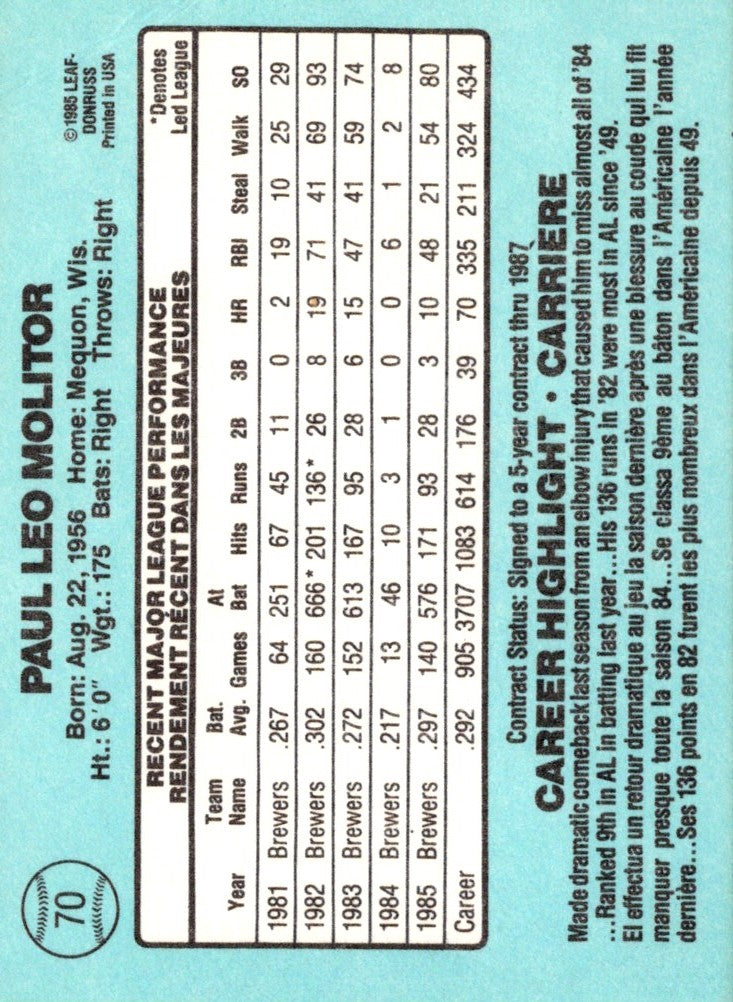 70
PAUL LEO MOLITOR
Born: Aug. 22, 1956 Home: Mequon, Wis.
Ht.: 6'0" Wgt.: 175 Bats: Right Throws: Right
© 1985 LEAF-
DONRUSS
Printed in USA
RECENT MAJOR LEAGUE PERFORMANCE
RENDEMENT RÉCENT DANS LES MAJEURES
*Denotes
Led League
Team Bat. At
Year Name Avg. Games Bat Hits Runs 2B 3B HR RBI Steal Walk SO
1981 Brewers .267 64 251 67 45 11 0 2 19 10 25 29
1982 Brewers .302 160 666* 201 136* 26 8 19 71 41 69 93
1983 Brewers .272 152 613 167 95 28 6 15 47 41 59 74
1984 Brewers .217 13 46 10 3 1 0 0 6 1 2 8
1985 Brewers .297 140 576 171 93 28 3 10 48 21 54 80
Career .292 905 3707 1083 614 176 39 70 335 211 324 434
Contract Status: Signed to a 5-year contract thru 1987
CAREER HIGHLIGHT · CARRIERE
Made dramatic comeback last season from an elbow injury that caused him to miss almost all of '84
...Ranked 9th in AL in batting last year...His 136 runs in '82 were most in AL since '49.
El effectua un retour dramatique au jeu la saison dernière après une blessure au coude qui lui fit
manquer presque toute la saison 84...Se classa 9ème au bâton dans l'Américaine l'année
dernière...Ses 136 points en 82 furent les plus nombreux dans l'Américaine depuis 49.